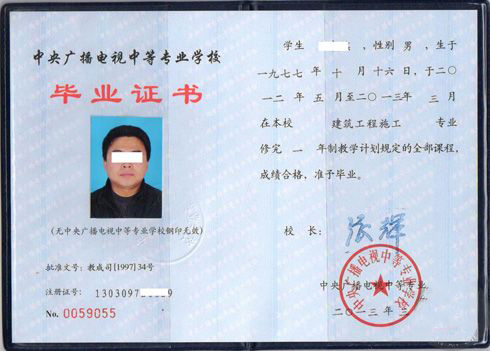 中央广播电视中等专业学校
毕业证书
(无中央广播电视中等专业学校钢印无效)
批准文号：教成司[1997]34号
注册证号：
No. 0059055
学生 ，性别 男 ，生于
一九七七 年 十 月 十六 日，于二〇
一二 年 五 月至二〇一三年 三 月
在本校 建筑工程施工 专业
修完 一 年制教学计划规定的全部课程，
成绩合格，准予毕业。
校 长：
中央广播电视中等专业
二〇一三年 三
中央广播电视中等专业学校